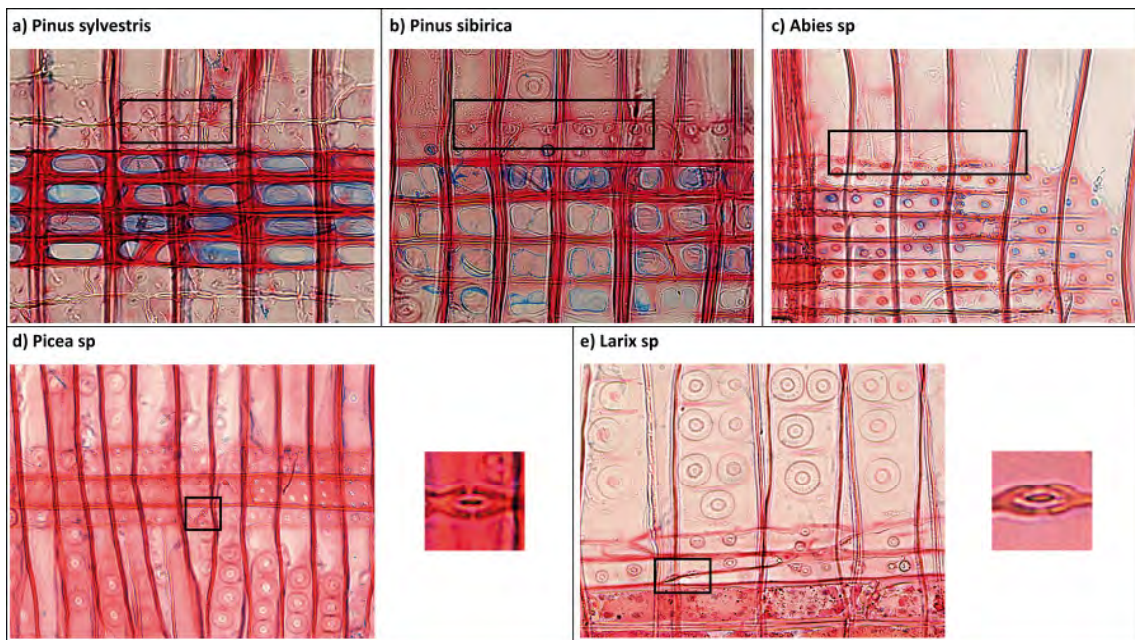 a) Pinus sylvestris
b) Pinus sibirica
c) Abies sp
d) Picea sp
e) Larix sp